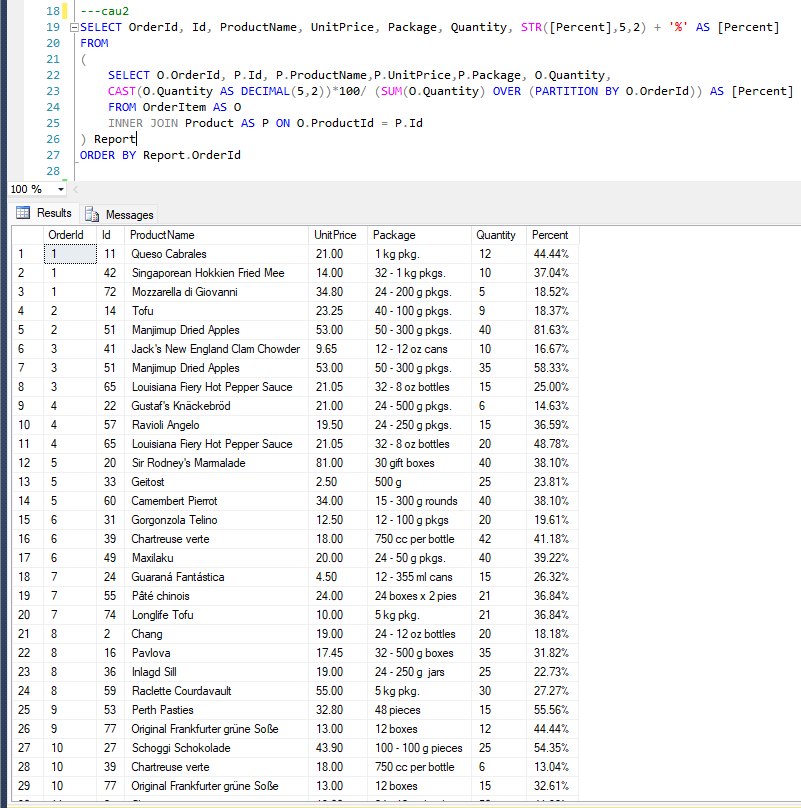 18 ---cau2
19 SELECT OrderId, Id, ProductName, UnitPrice, Package, Quantity, STR([Percent],5,2) + '%' AS [Percent]
20 FROM
21 (
22 SELECT O.OrderId, P.Id, P.ProductName,P.UnitPrice,P.Package, O.Quantity,
23 CAST(O.Quantity AS DECIMAL(5,2))*100/ (SUM(O.Quantity) OVER (PARTITION BY O.OrderId)) AS [Percent]
24 FROM OrderItem AS O
25 INNER JOIN Product AS P ON O.ProductId = P.Id
26 ) Report
27 ORDER BY Report.OrderId
28
100 %
Results Messages
OrderId Id ProductName UnitPrice Package Quantity Percent
1 1 11 Queso Cabrales 21.00 1 kg pkg. 12 44.44%
2 1 42 Singaporean Hokkien Fried Mee 14.00 32 - 1 kg pkgs. 10 37.04%
3 1 72 Mozzarella di Giovanni 34.80 24 - 200 g pkgs. 5 18.52%
4 2 14 Tofu 23.25 40 - 100 g pkgs. 9 18.37%
5 2 51 Manjimup Dried Apples 53.00 50 - 300 g pkgs. 40 81.63%
6 3 41 Jack's New England Clam Chowder 9.65 12 - 12 oz cans 10 16.67%
7 3 51 Manjimup Dried Apples 53.00 50 - 300 g pkgs. 35 58.33%
8 3 65 Louisiana Fiery Hot Pepper Sauce 21.05 32 - 8 oz bottles 15 25.00%
9 4 22 Gustaf's Knäckebröd 21.00 24 - 500 g pkgs. 6 14.63%
10 4 57 Ravioli Angelo 19.50 24 - 250 g pkgs. 15 36.59%
11 4 65 Louisiana Fiery Hot Pepper Sauce 21.05 32 - 8 oz bottles 20 48.78%
12 5 20 Sir Rodney's Marmalade 81.00 30 gift boxes 40 38.10%
13 5 33 Geitost 2.50 500 g 25 23.81%
14 5 60 Camembert Pierrot 34.00 15 - 300 g rounds 40 38.10%
15 6 31 Gorgonzola Telino 12.50 12 - 100 g pkgs 20 19.61%
16 6 39 Chartreuse verte 18.00 750 cc per bottle 42 41.18%
17 6 49 Maxilaku 20.00 24 - 50 g pkgs. 40 39.22%
18 7 24 Guaraná Fantástica 4.50 12 - 355 ml cans 15 26.32%
19 7 55 Pâté chinois 24.00 24 boxes x 2 pies 21 36.84%
20 7 74 Longlife Tofu 10.00 5 kg pkg. 21 36.84%
21 8 2 Chang 19.00 24 - 12 oz bottles 20 18.18%
22 8 16 Pavlova 17.45 32 - 500 g boxes 35 31.82%
23 8 36 Inlagd Sill 19.00 24 - 250 g  jars 25 22.73%
24 8 59 Raclette Courdavault 55.00 5 kg pkg. 30 27.27%
25 9 53 Perth Pasties 32.80 48 pieces 15 55.56%
26 9 77 Original Frankfurter grüne Soße 13.00 12 boxes 12 44.44%
27 10 27 Schoggi Schokolade 43.90 100 - 100 g pieces 25 54.35%
28 10 39 Chartreuse verte 18.00 750 cc per bottle 6 13.04%
29 10 77 Original Frankfurter grüne Soße 13.00 12 boxes 15 32.61%